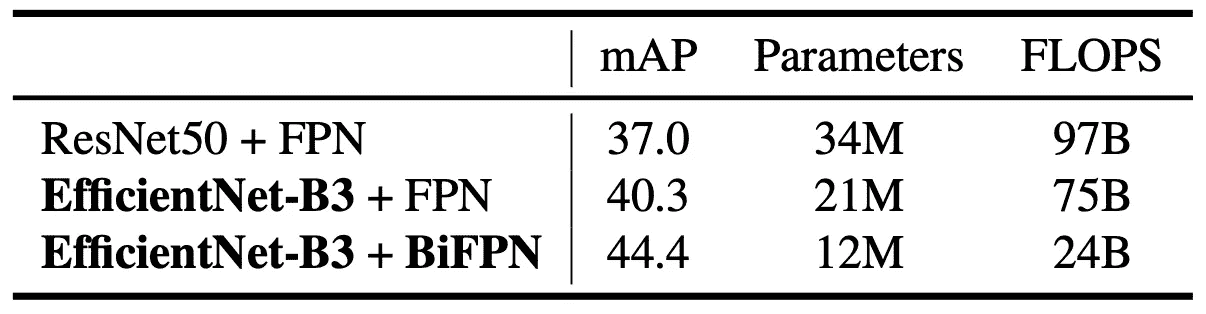 mAP Parameters FLOPS
ResNet50 + FPN 37.0 34M 97B
EfficientNet-B3 + FPN 40.3 21M 75B
EfficientNet-B3 + BiFPN 44.4 12M 24B